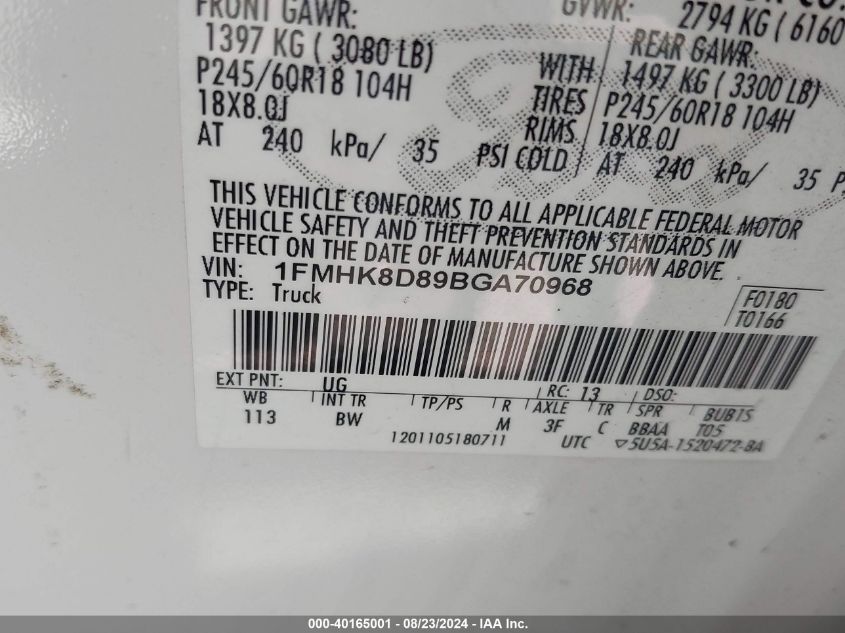 FRONT GAWR: GVWR: 2794 KG ( 6160
1397 KG ( 3080 LB) REAR GAWR:
P245/60R18 104H WITH 1497 KG ( 3300 LB)
18X8.0J TIRES P245/60R18 104H
RIMS 18X8.0J
AT 240 kPa/ 35 PSI COLD AT 240 kPa/ 35 P
THIS VEHICLE CONFORMS TO ALL APPLICABLE FEDERAL MOTOR
VEHICLE SAFETY AND THEFT PREVENTION STANDARDS IN
EFFECT ON THE DATE OF MANUFACTURE SHOWN ABOVE.
VIN: 1FMHK8D89BGA70968
TYPE: Truck F0180
T0166
EXT PNT: UG RC: 13 DSO:
WB INT TR TP/PS R AXLE TR SPR BUB15
113 BW M 3F C BBAA T05
1201105180711 UTC ▽5U5A-1520472-BA
000-40165001 - 08/23/2024 - IAAI.com